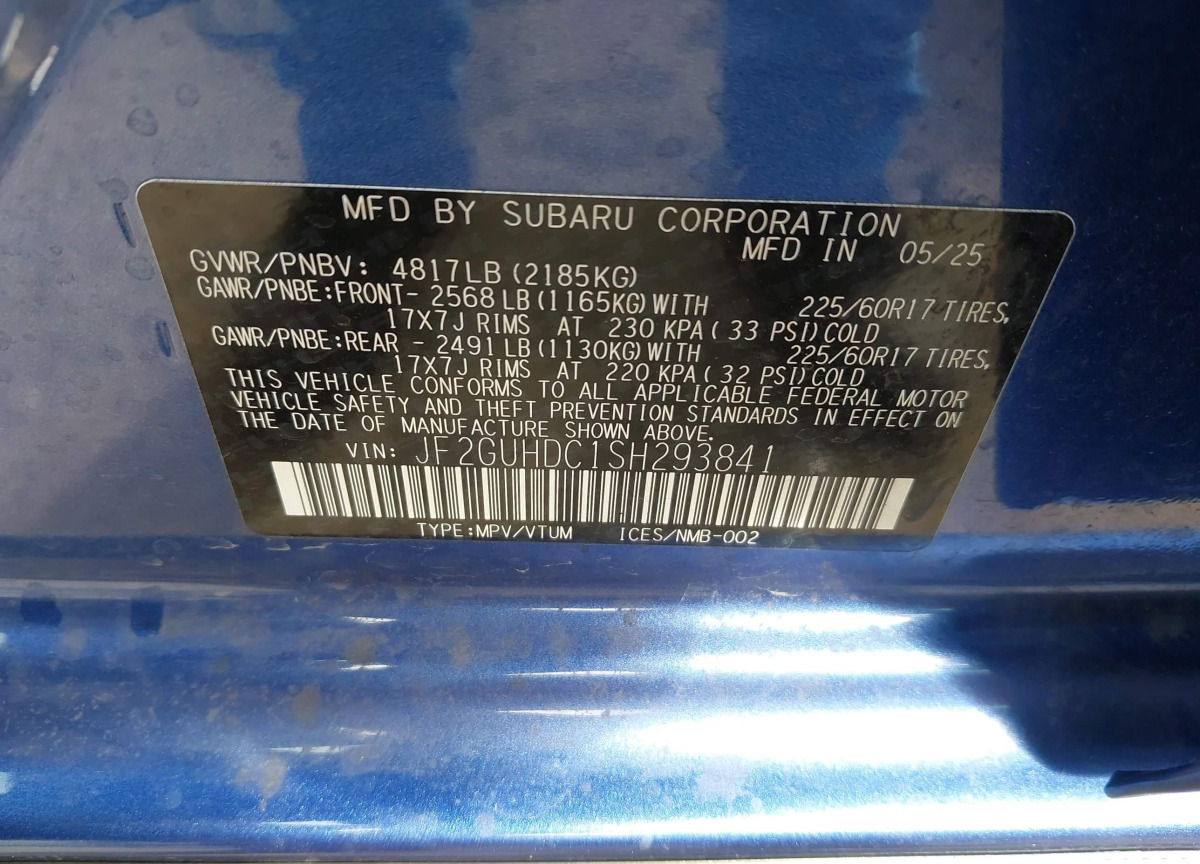 MFD BY SUBARU CORPORATION
MFD IN 05/25
GVWR/PNBV: 4817LB (2185KG)
GAWR/PNBE:FRONT- 2568 LB (1165KG) WITH 225/60R17 TIRES,
17X7J RIMS AT 230 KPA ( 33 PSI) COLD
GAWR/PNBE:REAR - 2491 LB (1130KG) WITH 225/60R17 TIRES,
17X7J RIMS AT 220 KPA ( 32 PSI) COLD
THIS VEHICLE CONFORMS TO ALL APPLICABLE FEDERAL MOTOR
VEHICLE SAFETY AND THEFT PREVENTION STANDARDS IN EFFECT ON
THE DATE OF MANUFACTURE SHOWN ABOVE.
VIN: JF2GUHDC1SH293841
TYPE:MPV/VTUM ICES/NMB-002